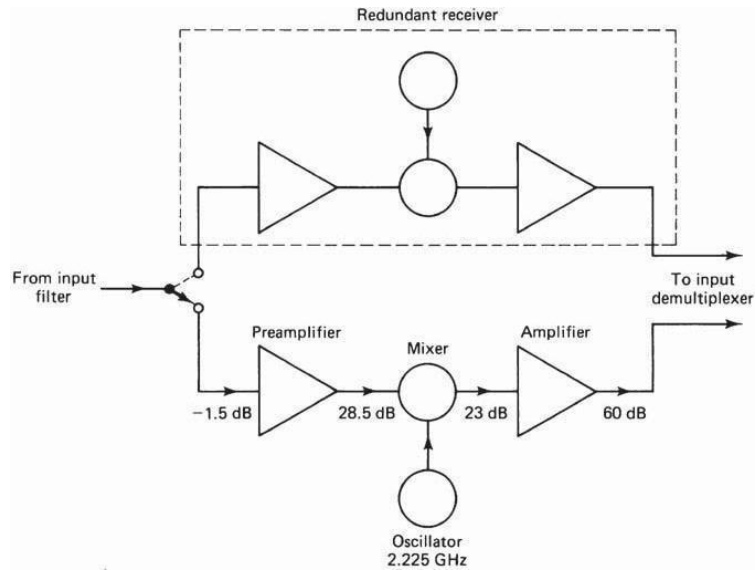 Redundant receiver
From input
filter
To input
demultiplexer
Preamplifier
Mixer
Amplifier
−1.5 dB
28.5 dB
23 dB
60 dB
Oscillator
2.225 GHz